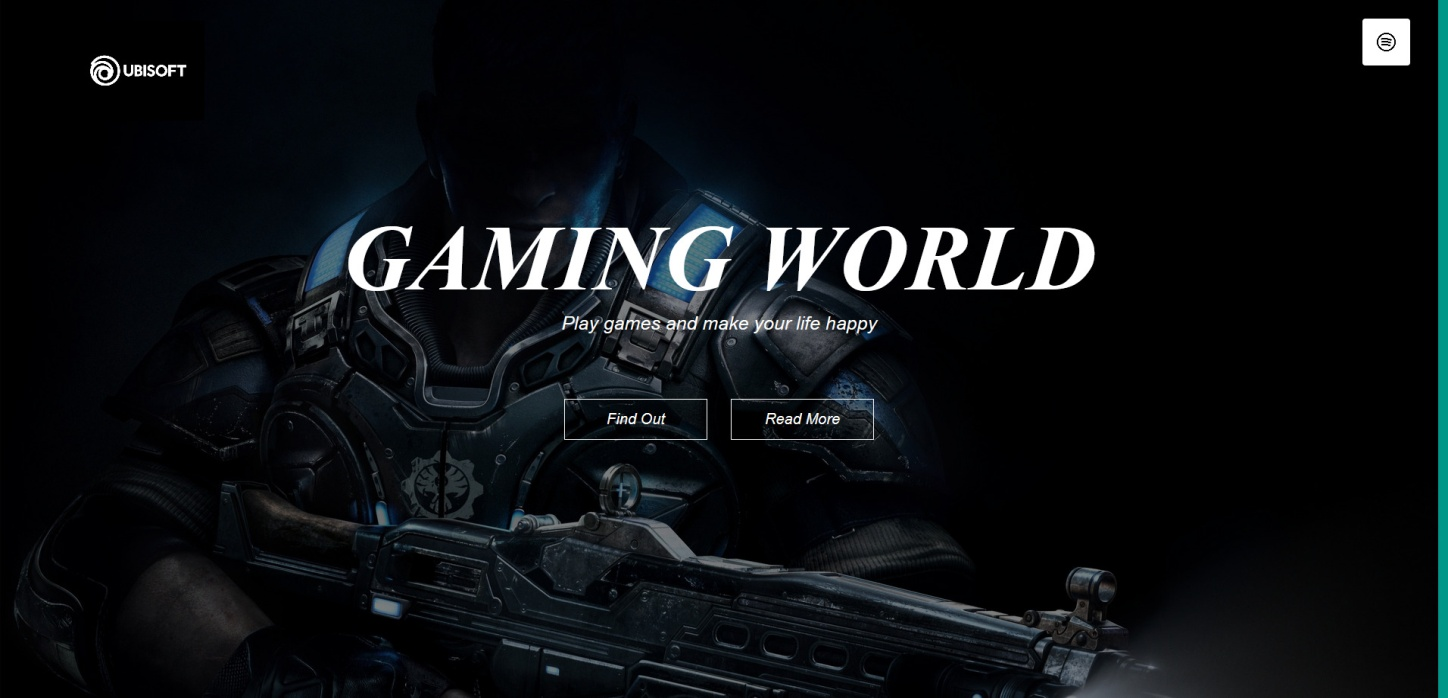 UBISOFT
GAMING WORLD
Play games and make your life happy
Find Out
Read More